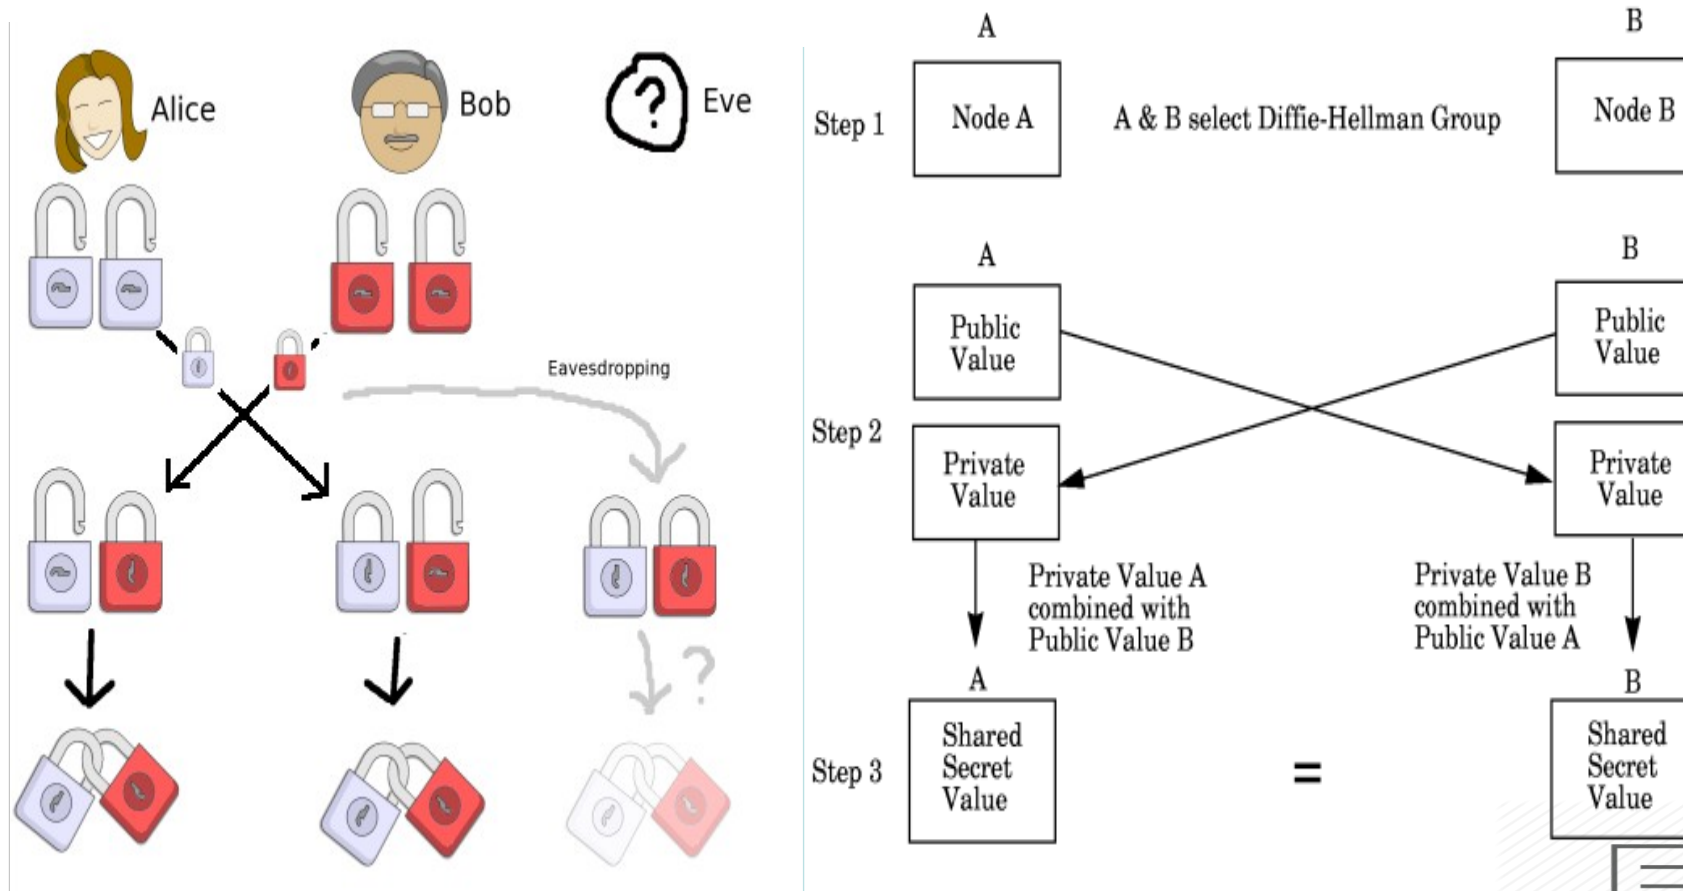 Alice
Bob
Eve
Eavesdropping
?
?
A
B
Step 1
Node A
A & B select Diffie-Hellman Group
Node B
A
B
Public
Value
Public
Value
Step 2
Private
Value
Private
Value
Private Value A
combined with
Public Value B
Private Value B
combined with
Public Value A
A
B
Step 3
Shared
Secret
Value
=
Shared
Secret
Value